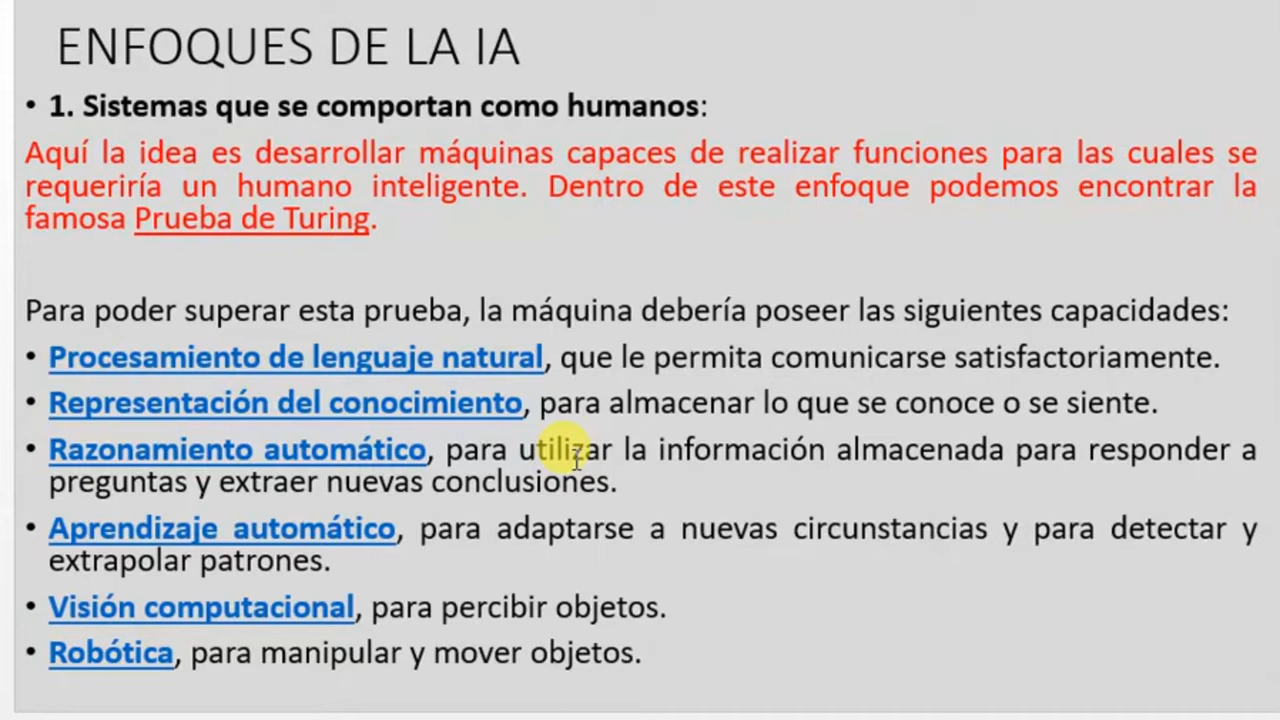 ENFOQUES DE LA IA
• 1. Sistemas que se comportan como humanos:
Aquí la idea es desarrollar máquinas capaces de realizar funciones para las cuales se
requeriría un humano inteligente. Dentro de este enfoque podemos encontrar la
famosa Prueba de Turing.
Para poder superar esta prueba, la máquina debería poseer las siguientes capacidades:
• Procesamiento de lenguaje natural, que le permita comunicarse satisfactoriamente.
• Representación del conocimiento, para almacenar lo que se conoce o se siente.
• Razonamiento automático, para utilizar la información almacenada para responder a
preguntas y extraer nuevas conclusiones.
• Aprendizaje automático, para adaptarse a nuevas circunstancias y para detectar y
extrapolar patrones.
• Visión computacional, para percibir objetos.
• Robótica, para manipular y mover objetos.